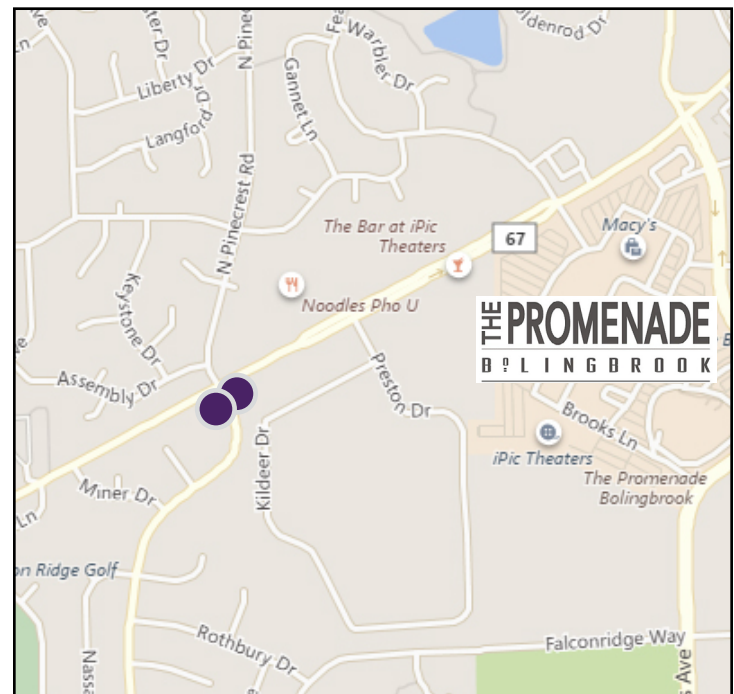 Liberty Dr
Langford Dr
N Pinecrest Rd
Gannet Ln
Warbler Dr
The Bar at iPic
Theaters
67
Macy's
Noodles Pho U
THE PROMENADE
BOLINGBROOK
Keystone Dr
Assembly Dr
Preston Dr
Kildeer Dr
Brooks Ln
iPic Theaters
The Promenade
Bolingbrook
Miner Dr
Ln
Ridge Golf
Rothbury Dr
Falconridge Way
Ave